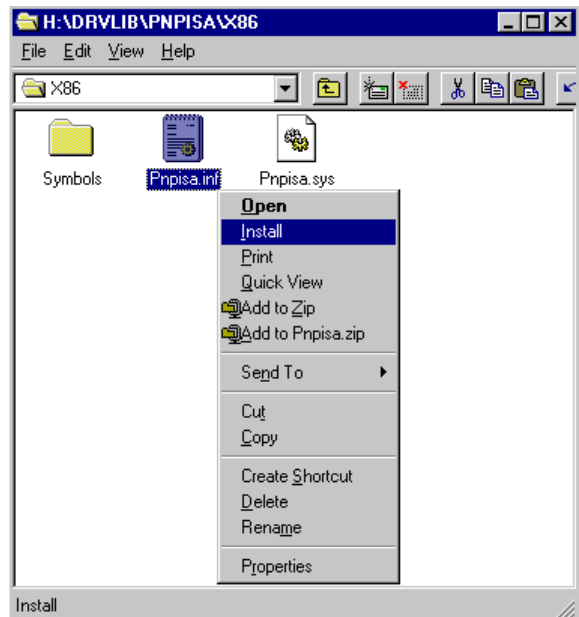 H:\DRVLIB\PNPISA\X86
File Edit View Help
X86
Symbols Pnpisa.inf Pnpisa.sys
Open
Install
Print
Quick View
Add to Zip
Add to Pnpisa.zip
Send To
Cut
Copy
Create Shortcut
Delete
Rename
Properties
Install